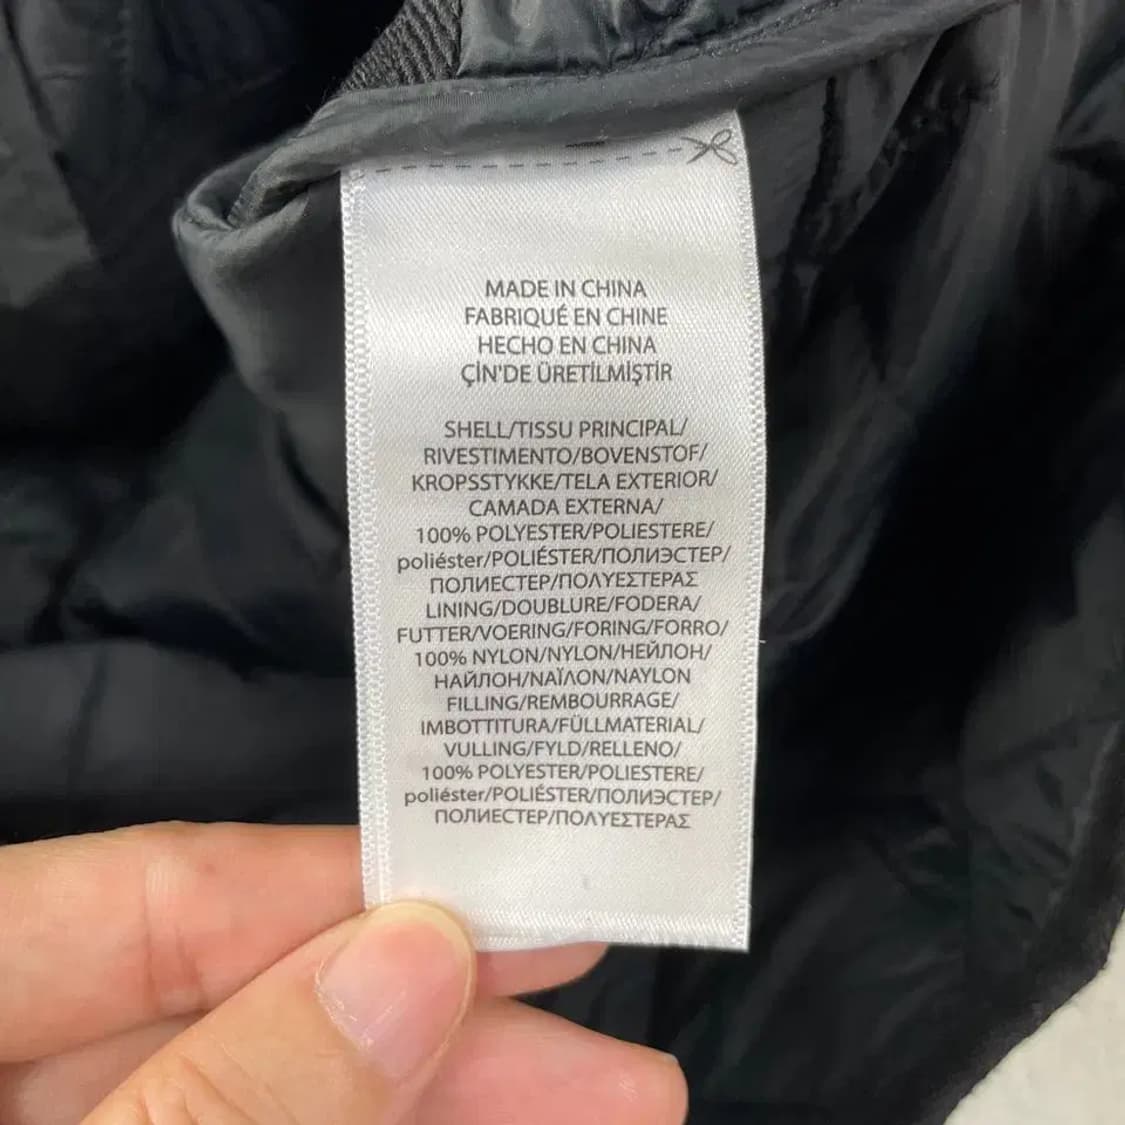 MADE IN CHINA
FABRIQUÉ EN CHINE
HECHO EN CHINA
ÇİN'DE ÜRETİLMİŞTİR
SHELL/TISSU PRINCIPAL/
RIVESTIMENTO/BOVENSTOF/
KROPSSTYKKE/TELA EXTERIOR/
CAMADA EXTERNA/
100% POLYESTER/POLIESTERE/
poliéster/POLIÉSTER/ПОЛИЭСТЕР/
ПОЛИЕСТЕР/ΠΟΛΥΕΣΤΕΡΑΣ
LINING/DOUBLURE/FODERA/
FUTTER/VOERING/FORING/FORRO/
100% NYLON/NYLON/НЕЙЛОН/
НАЙЛОН/ΝΑΪΛΟΝ/NAYLON
FILLING/REMBOURRAGE/
IMBOTTITURA/FÜLLMATERIAL/
VULLING/FYLD/RELLENO/
100% POLYESTER/POLIESTERE/
poliéster/POLIÉSTER/ПОЛИЭСТЕР/
ПОЛИЕСТЕР/ΠΟΛΥΕΣΤΕΡΑΣ